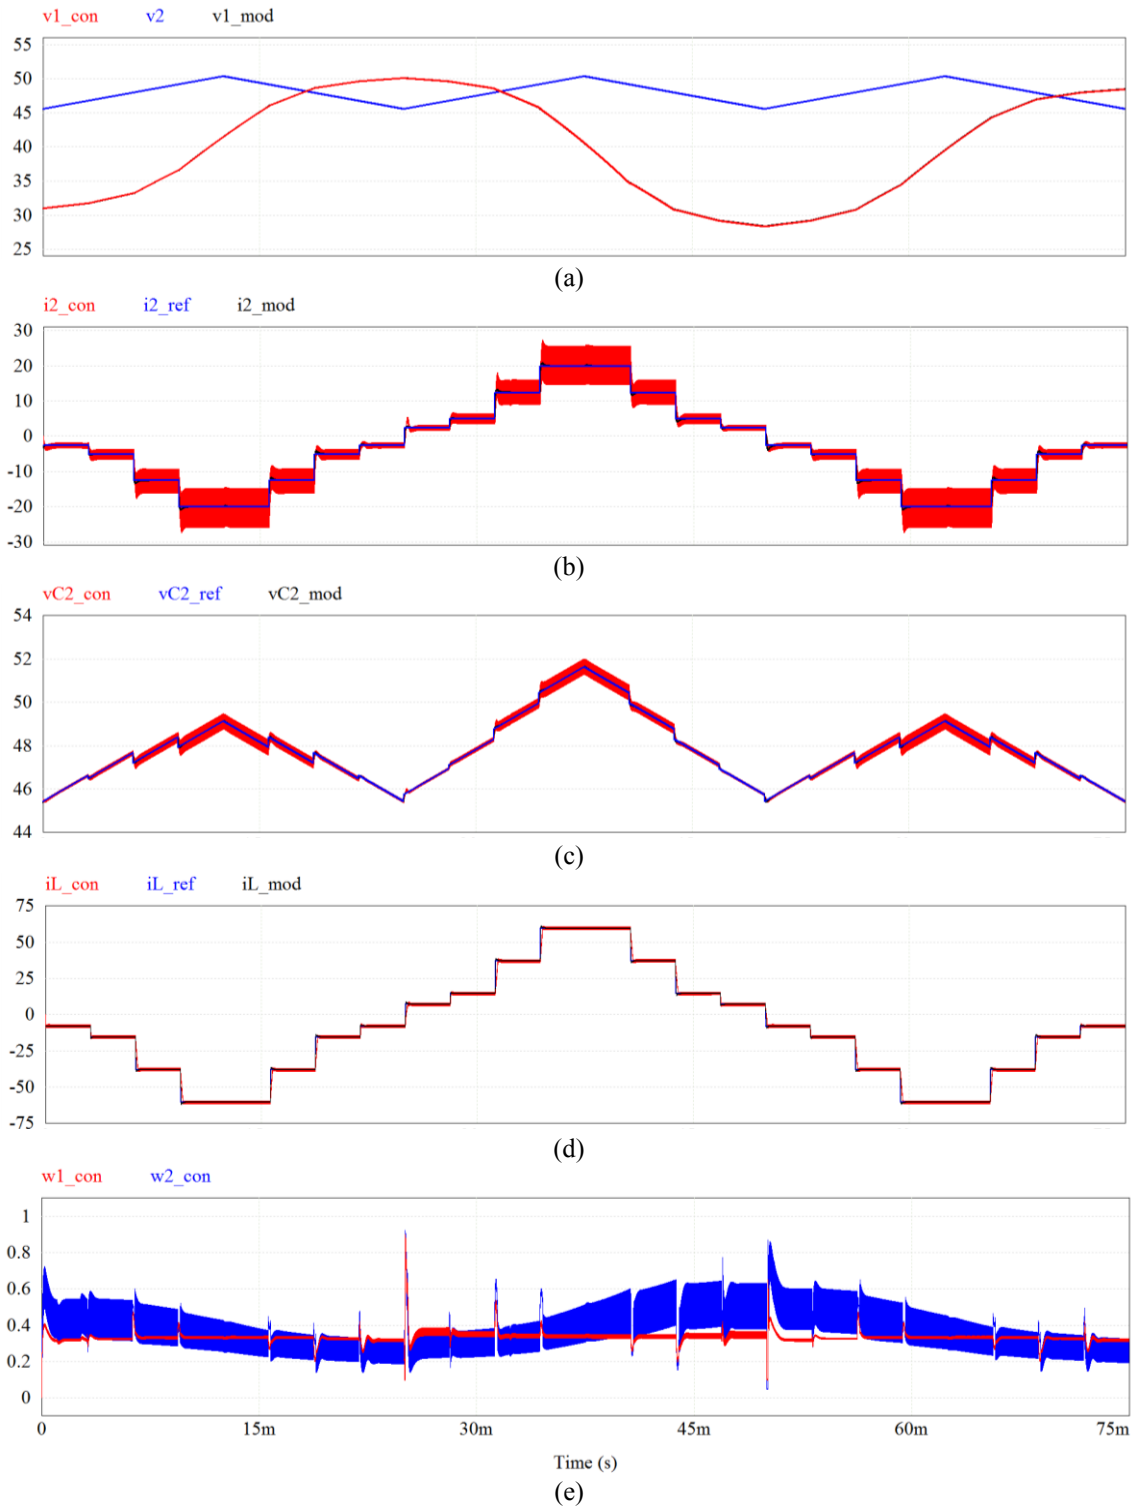 v1_con v2 v1_mod
55
50
45
40
35
30
25
(a)
i2_con i2_ref i2_mod
30
20
10
0
-10
-20
-30
(b)
vC2_con vC2_ref vC2_mod
54
52
50
48
46
44
(c)
iL_con iL_ref iL_mod
75
50
25
0
-25
-50
-75
(d)
w1_con w2_con
1
0.8
0.6
0.4
0.2
0
0 15m 30m 45m 60m 75m
Time (s)
(e)